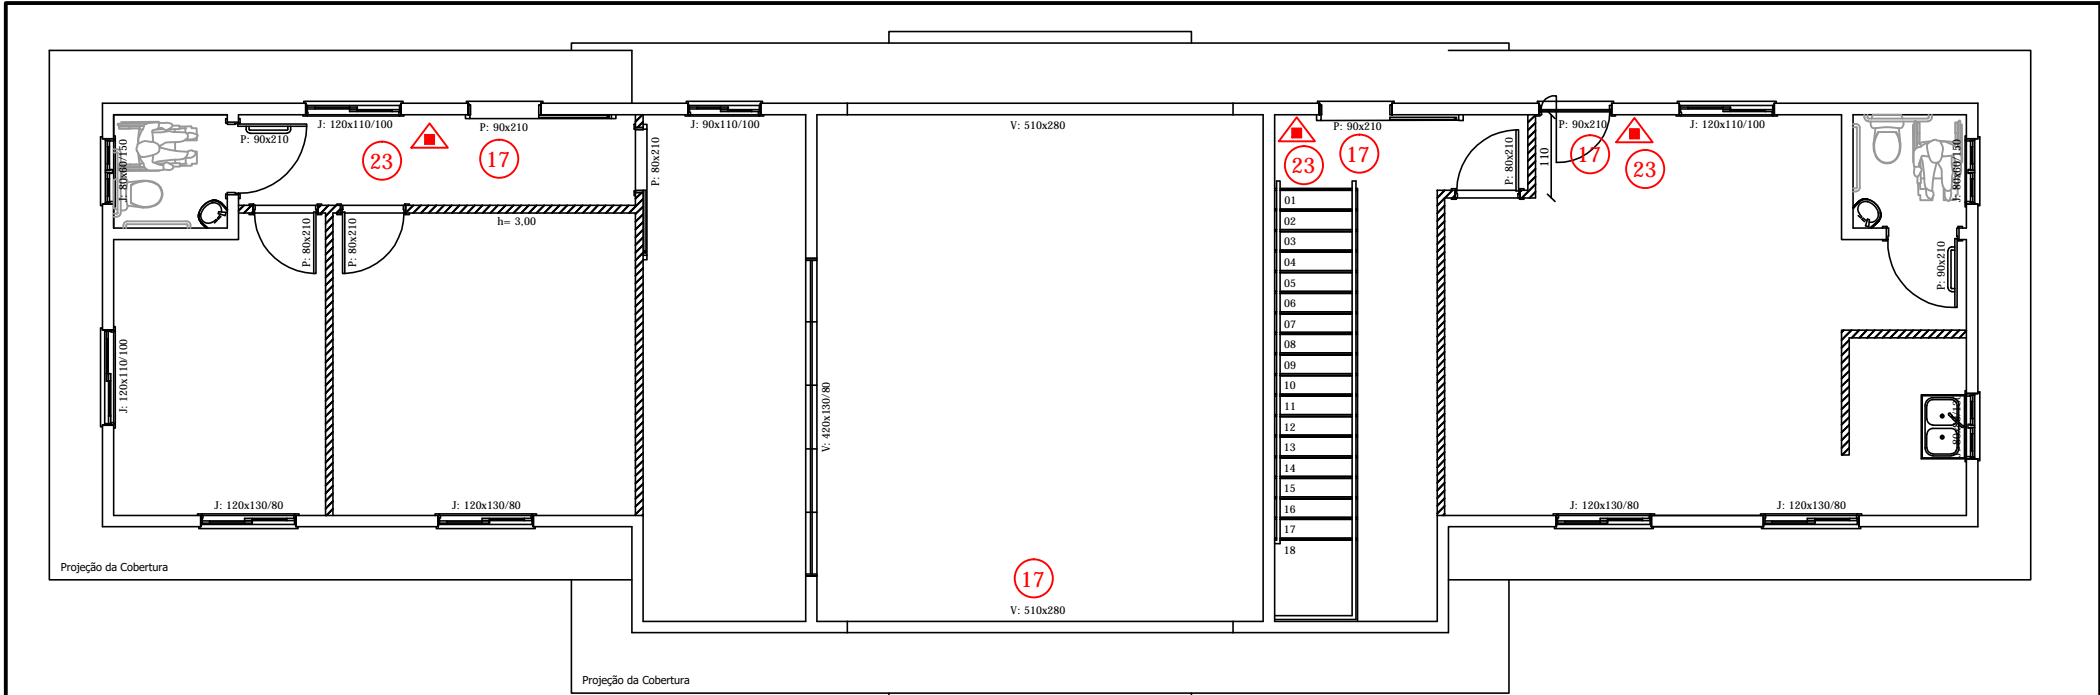 J: 120x110/100
P: 90x210
J: 90x110/100
V: 510x280
P: 90x210
P: 90x210
J: 120x110/100
P: 90x210
23
17
J: 80x60/150
P: 80x210
23
17
P: 80x210
110
17
23
J: 80x60/150
h= 3,00
P: 80x210
P: 80x210
P: 90x210
01
02
03
04
05
06
07
08
09
10
11
12
13
14
15
16
17
18
J: 120x110/100
V: 420x130/80
J: 120x130/80
J: 120x130/80
J: 120x130/80
J: 120x130/80
Projeção da Cobertura
17
V: 510x280
Projeção da Cobertura